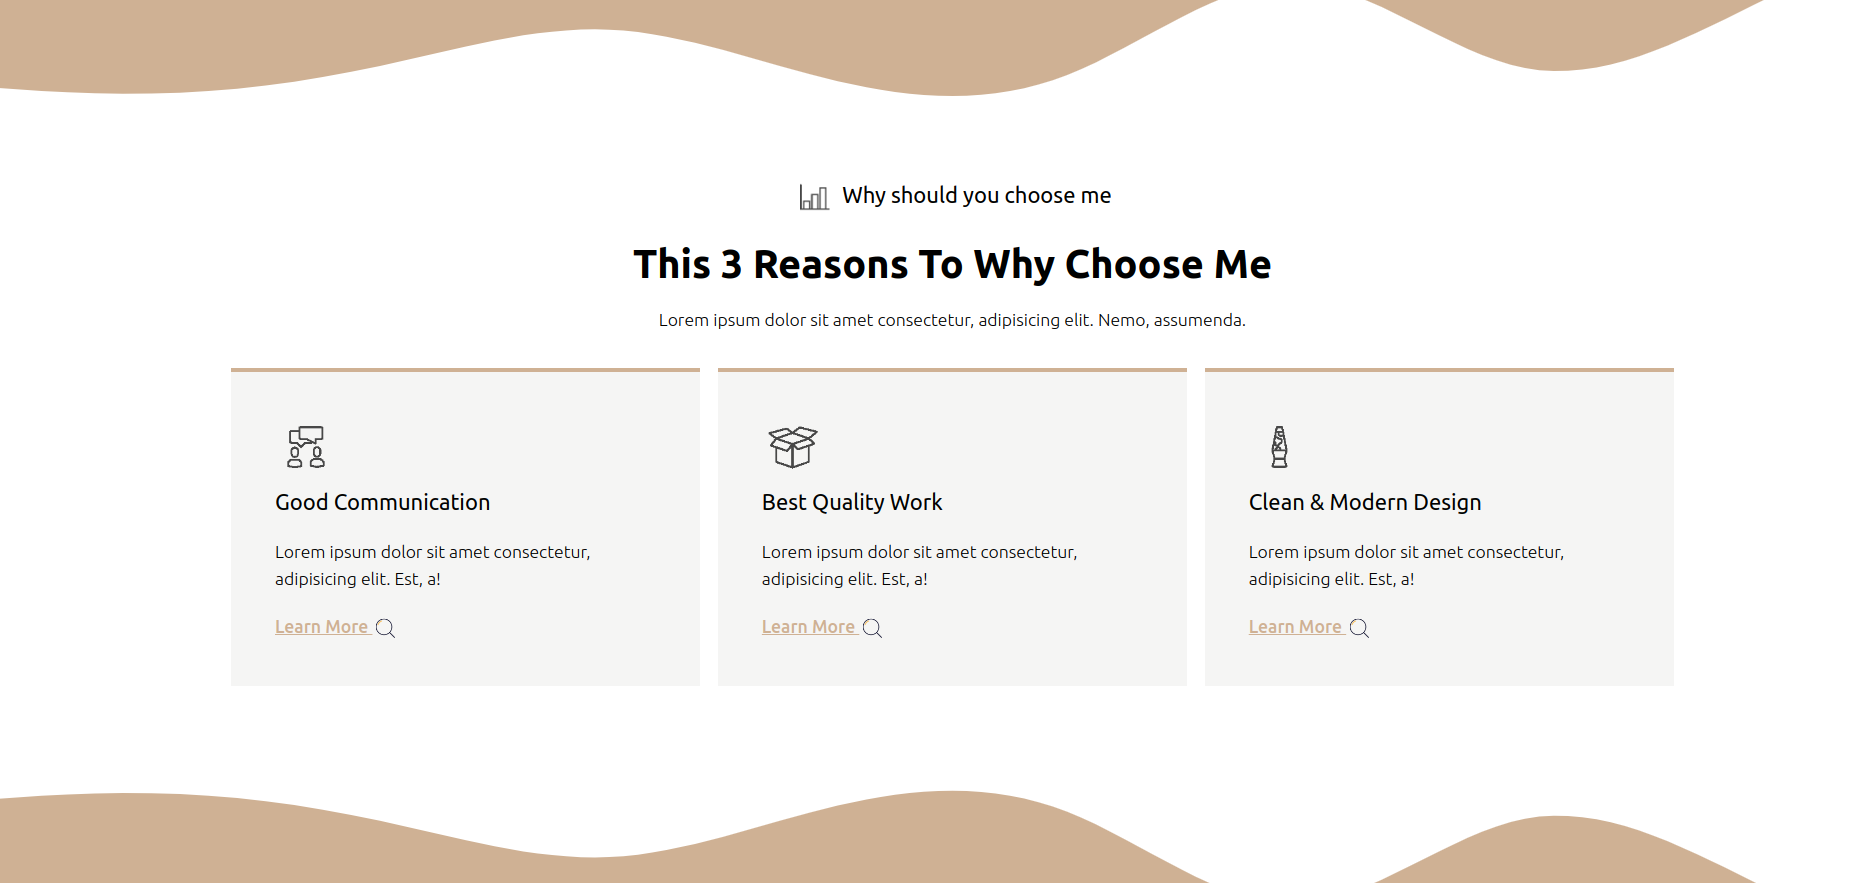 Why should you choose me
This 3 Reasons To Why Choose Me
Lorem ipsum dolor sit amet consectetur, adipisicing elit. Nemo, assumenda.
Good Communication
Lorem ipsum dolor sit amet consectetur,
adipisicing elit. Est, a!
Learn More
Best Quality Work
Lorem ipsum dolor sit amet consectetur,
adipisicing elit. Est, a!
Learn More
Clean & Modern Design
Lorem ipsum dolor sit amet consectetur,
adipisicing elit. Est, a!
Learn More